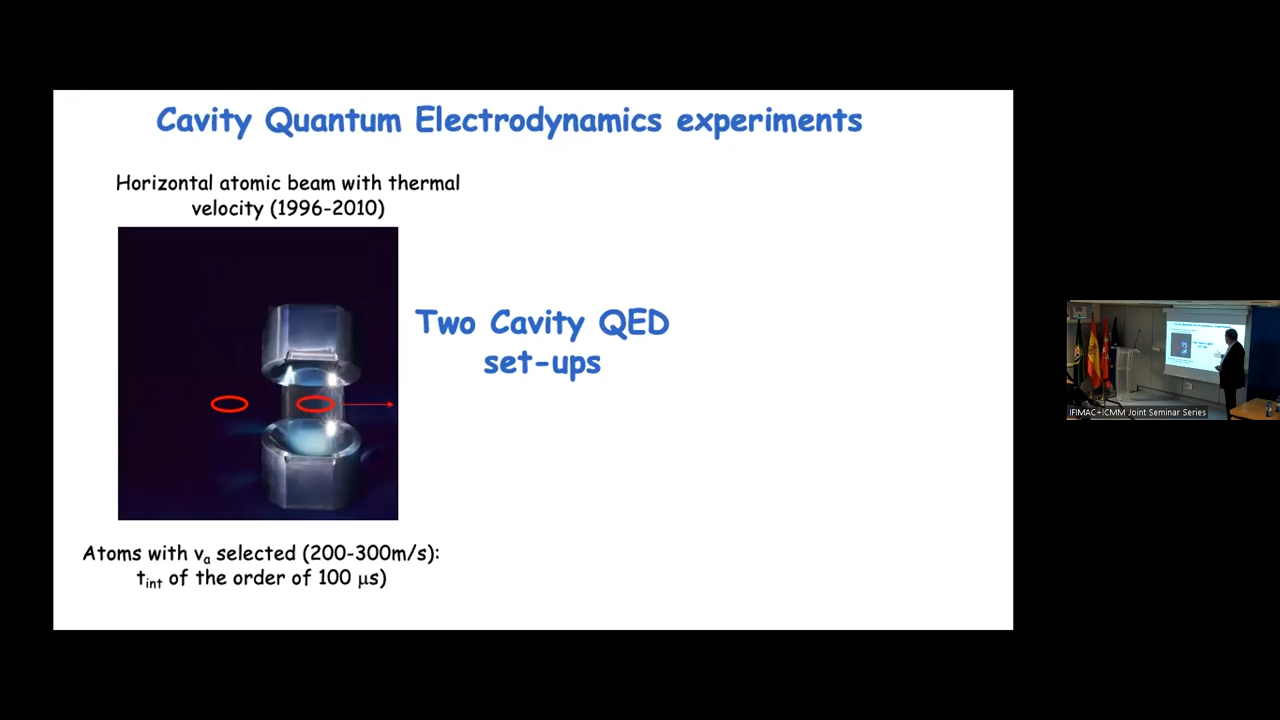 Cavity Quantum Electrodynamics experiments
Horizontal atomic beam with thermal
velocity (1996-2010)
Two Cavity QED
set-ups
Atoms with va selected (200-300m/s):
tint of the order of 100 μs)
IFIMAC+ICMM Joint Seminar Series